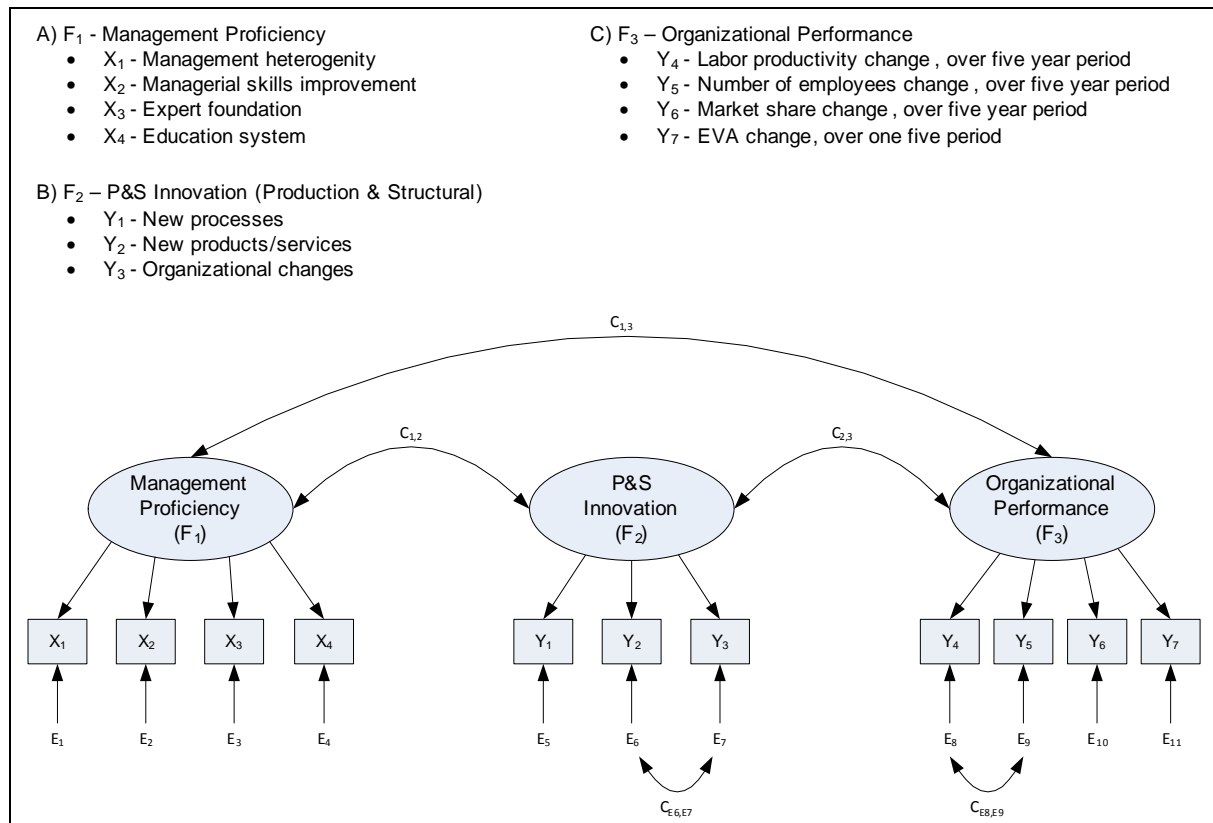 A) F₁ - Management Proficiency
• X₁ - Management heterogenity
• X₂ - Managerial skills improvement
• X₃ - Expert foundation
• X₄ - Education system
B) F₂ – P&S Innovation (Production & Structural)
• Y₁ - New processes
• Y₂ - New products/services
• Y₃ - Organizational changes
C) F₃ – Organizational Performance
• Y₄ - Labor productivity change , over five year period
• Y₅ - Number of employees change , over five year period
• Y₆ - Market share change , over five year period
• Y₇ - EVA change, over one five period
C₁,₃
C₁,₂
C₂,₃
Management
Proficiency
(F₁)
P&S
Innovation
(F₂)
Organizational
Performance
(F₃)
X₁ X₂ X₃ X₄ Y₁ Y₂ Y₃ Y₄ Y₅ Y₆ Y₇
E₁ E₂ E₃ E₄ E₅ E₆ E₇ E₈ E₉ E₁₀ E₁₁
C_E6,E7 C_E8,E9